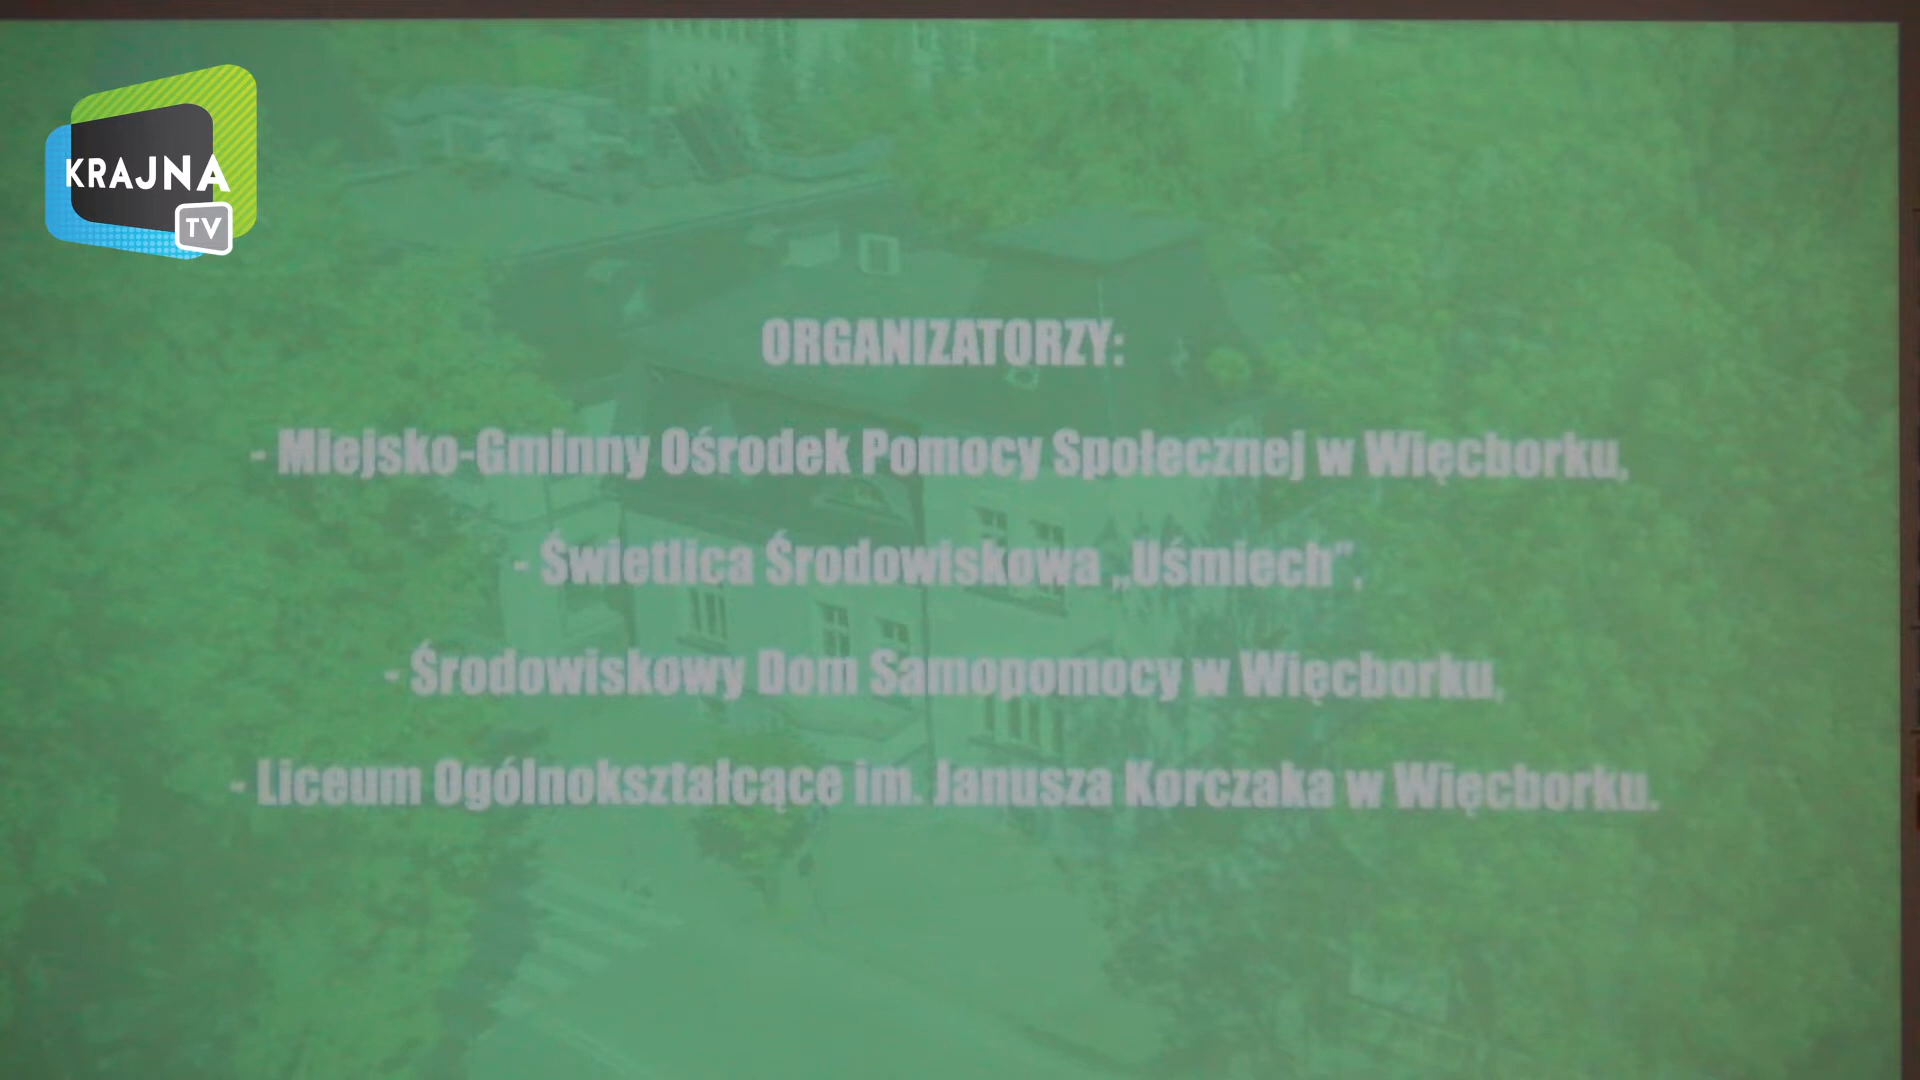 KRAJNA
TV
ORGANIZATORZY:
- Miejsko-Gminny Ośrodek Pomocy Społecznej w Więcborku,
- Świetlica Środowiskowa „Uśmiech”,
- Środowiskowy Dom Samopomocy w Więcborku,
- Liceum Ogólnokształcące im. Janusza Korczaka w Więcborku.